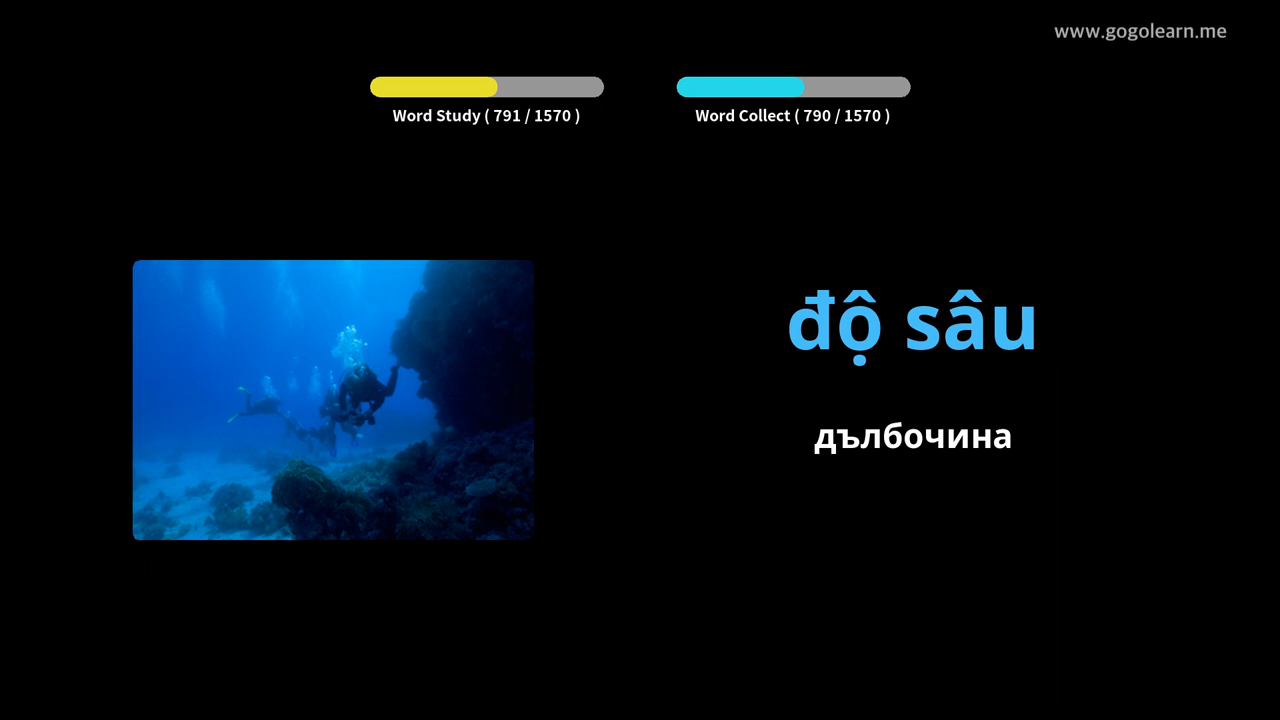 www.gogolearn.me
Word Study ( 791 / 1570 )
Word Collect ( 790 / 1570 )
độ sâu
дълбочина